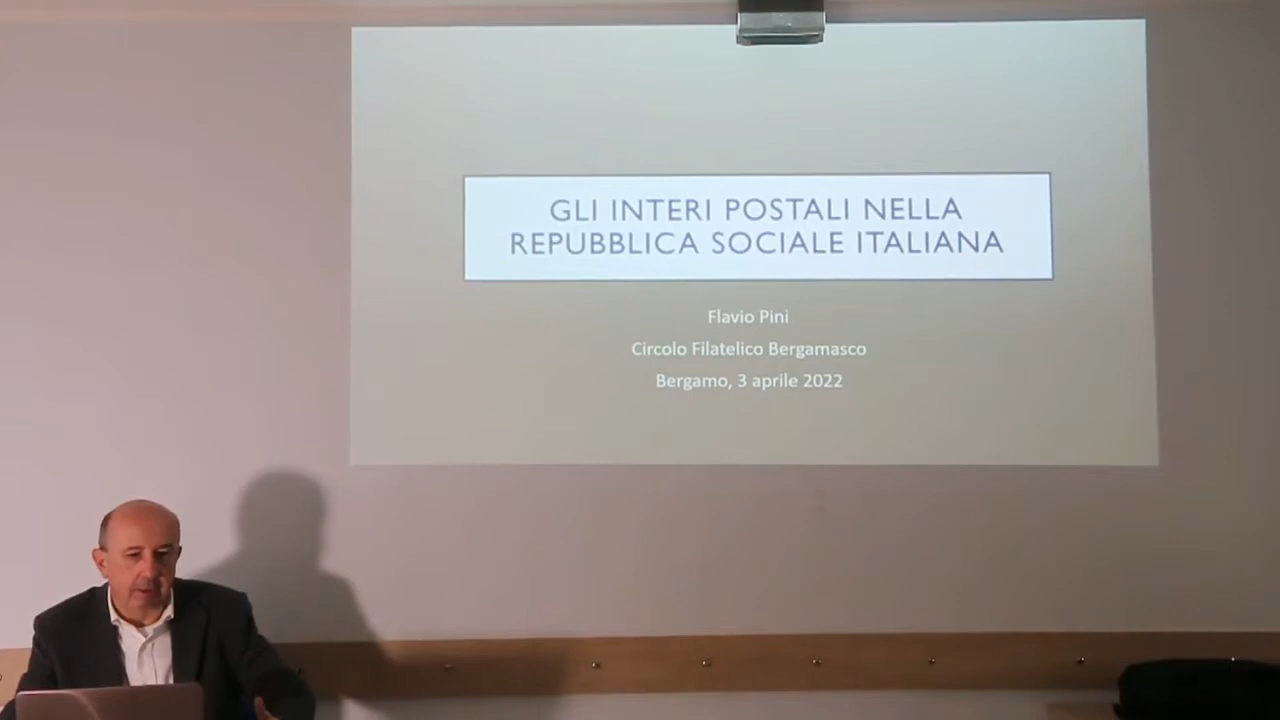 GLI INTERI POSTALI NELLA
REPUBBLICA SOCIALE ITALIANA
Flavio Pini
Circolo Filatelico Bergamasco
Bergamo, 3 aprile 2022